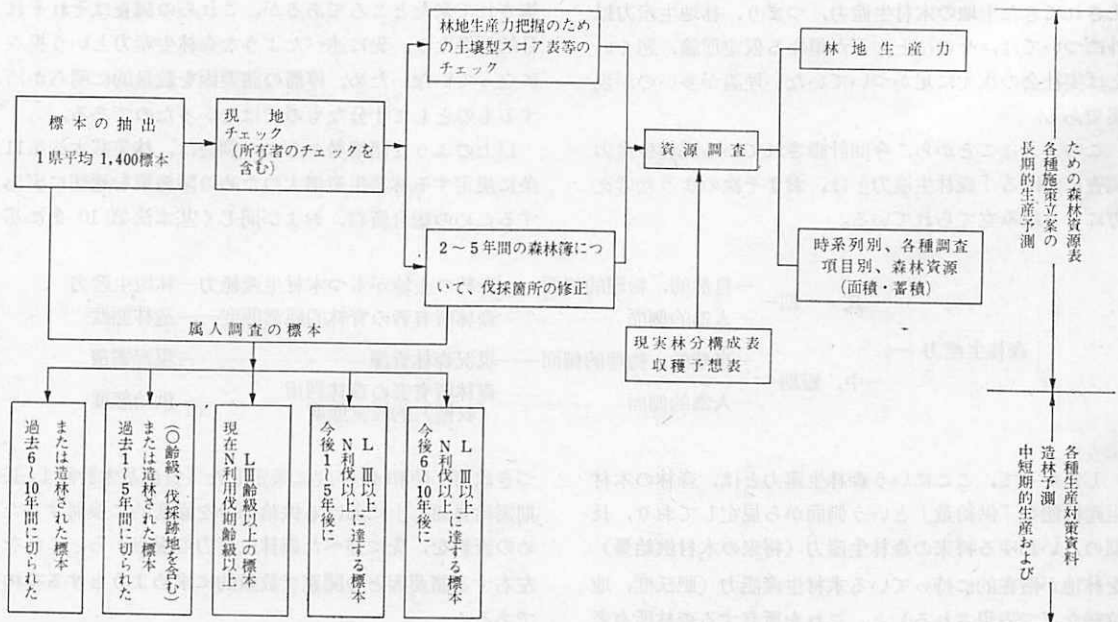 標本の抽出
1県平均1,400標本
現地
チェック
(所有者のチェックも
含む)
林地生産力把握のため
の土壌型スコア表等の
チェック
2〜5年間の森林簿につ
いて、伐採箇所の修正
資源調査
林地生産力
時系列別、各種調査
項目別、森林資源
(面積・蓄積)
現実林分構成表
収穫予想表
属人調査の標本
過去6〜10年間に切られた
または造林された標本
過去1〜5年間に切られた
または造林された標本
(〇齢級、伐採跡地を含む)
現在N利用伐期齢級以上
LⅢ齢級以上の標本
今後1〜5年後に
N利伐以上に達する標本
LⅢ以上に
今後6〜10年後に
N利伐以上に達する標本
LⅢ以上に
長期的生産予測
各種施策立案の
ための森林資源表
中短期的生産および
造林予測
各種生産対策資料